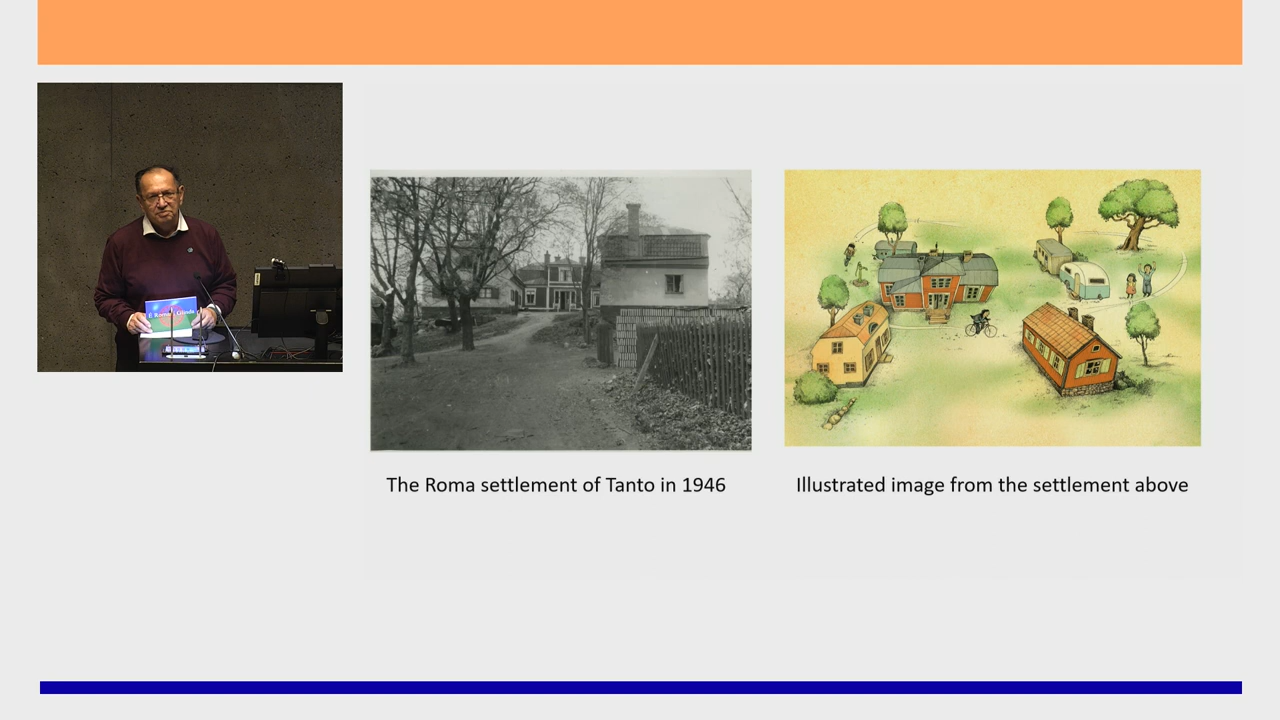 The Roma settlement of Tanto in 1946
Illustrated image from the settlement above